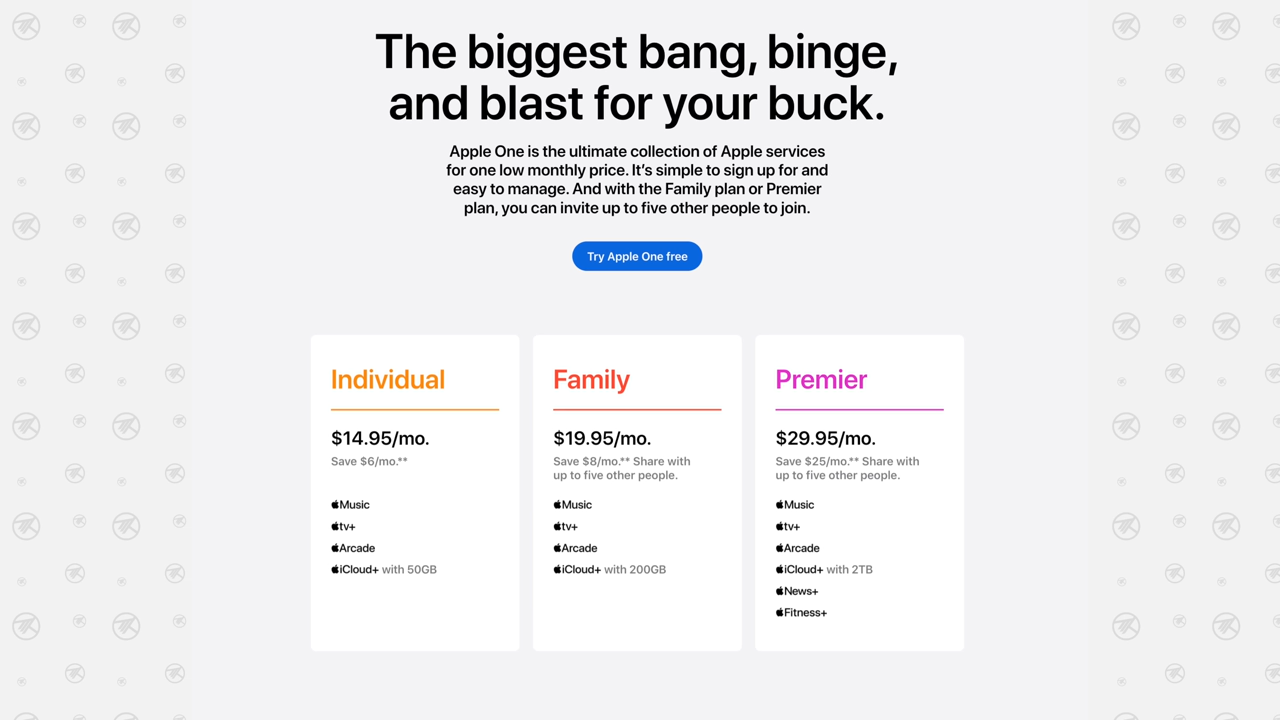 The biggest bang, binge,
and blast for your buck.
Apple One is the ultimate collection of Apple services
for one low monthly price. It's simple to sign up for and
easy to manage. And with the Family plan or Premier
plan, you can invite up to five other people to join.
Try Apple One free
Individual
$14.95/mo.
Save $6/mo.**
Music
tv+
Arcade
iCloud+ with 50GB
Family
$19.95/mo.
Save $8/mo.** Share with
up to five other people.
Music
tv+
Arcade
iCloud+ with 200GB
Premier
$29.95/mo.
Save $25/mo.** Share with
up to five other people.
Music
tv+
Arcade
iCloud+ with 2TB
News+
Fitness+